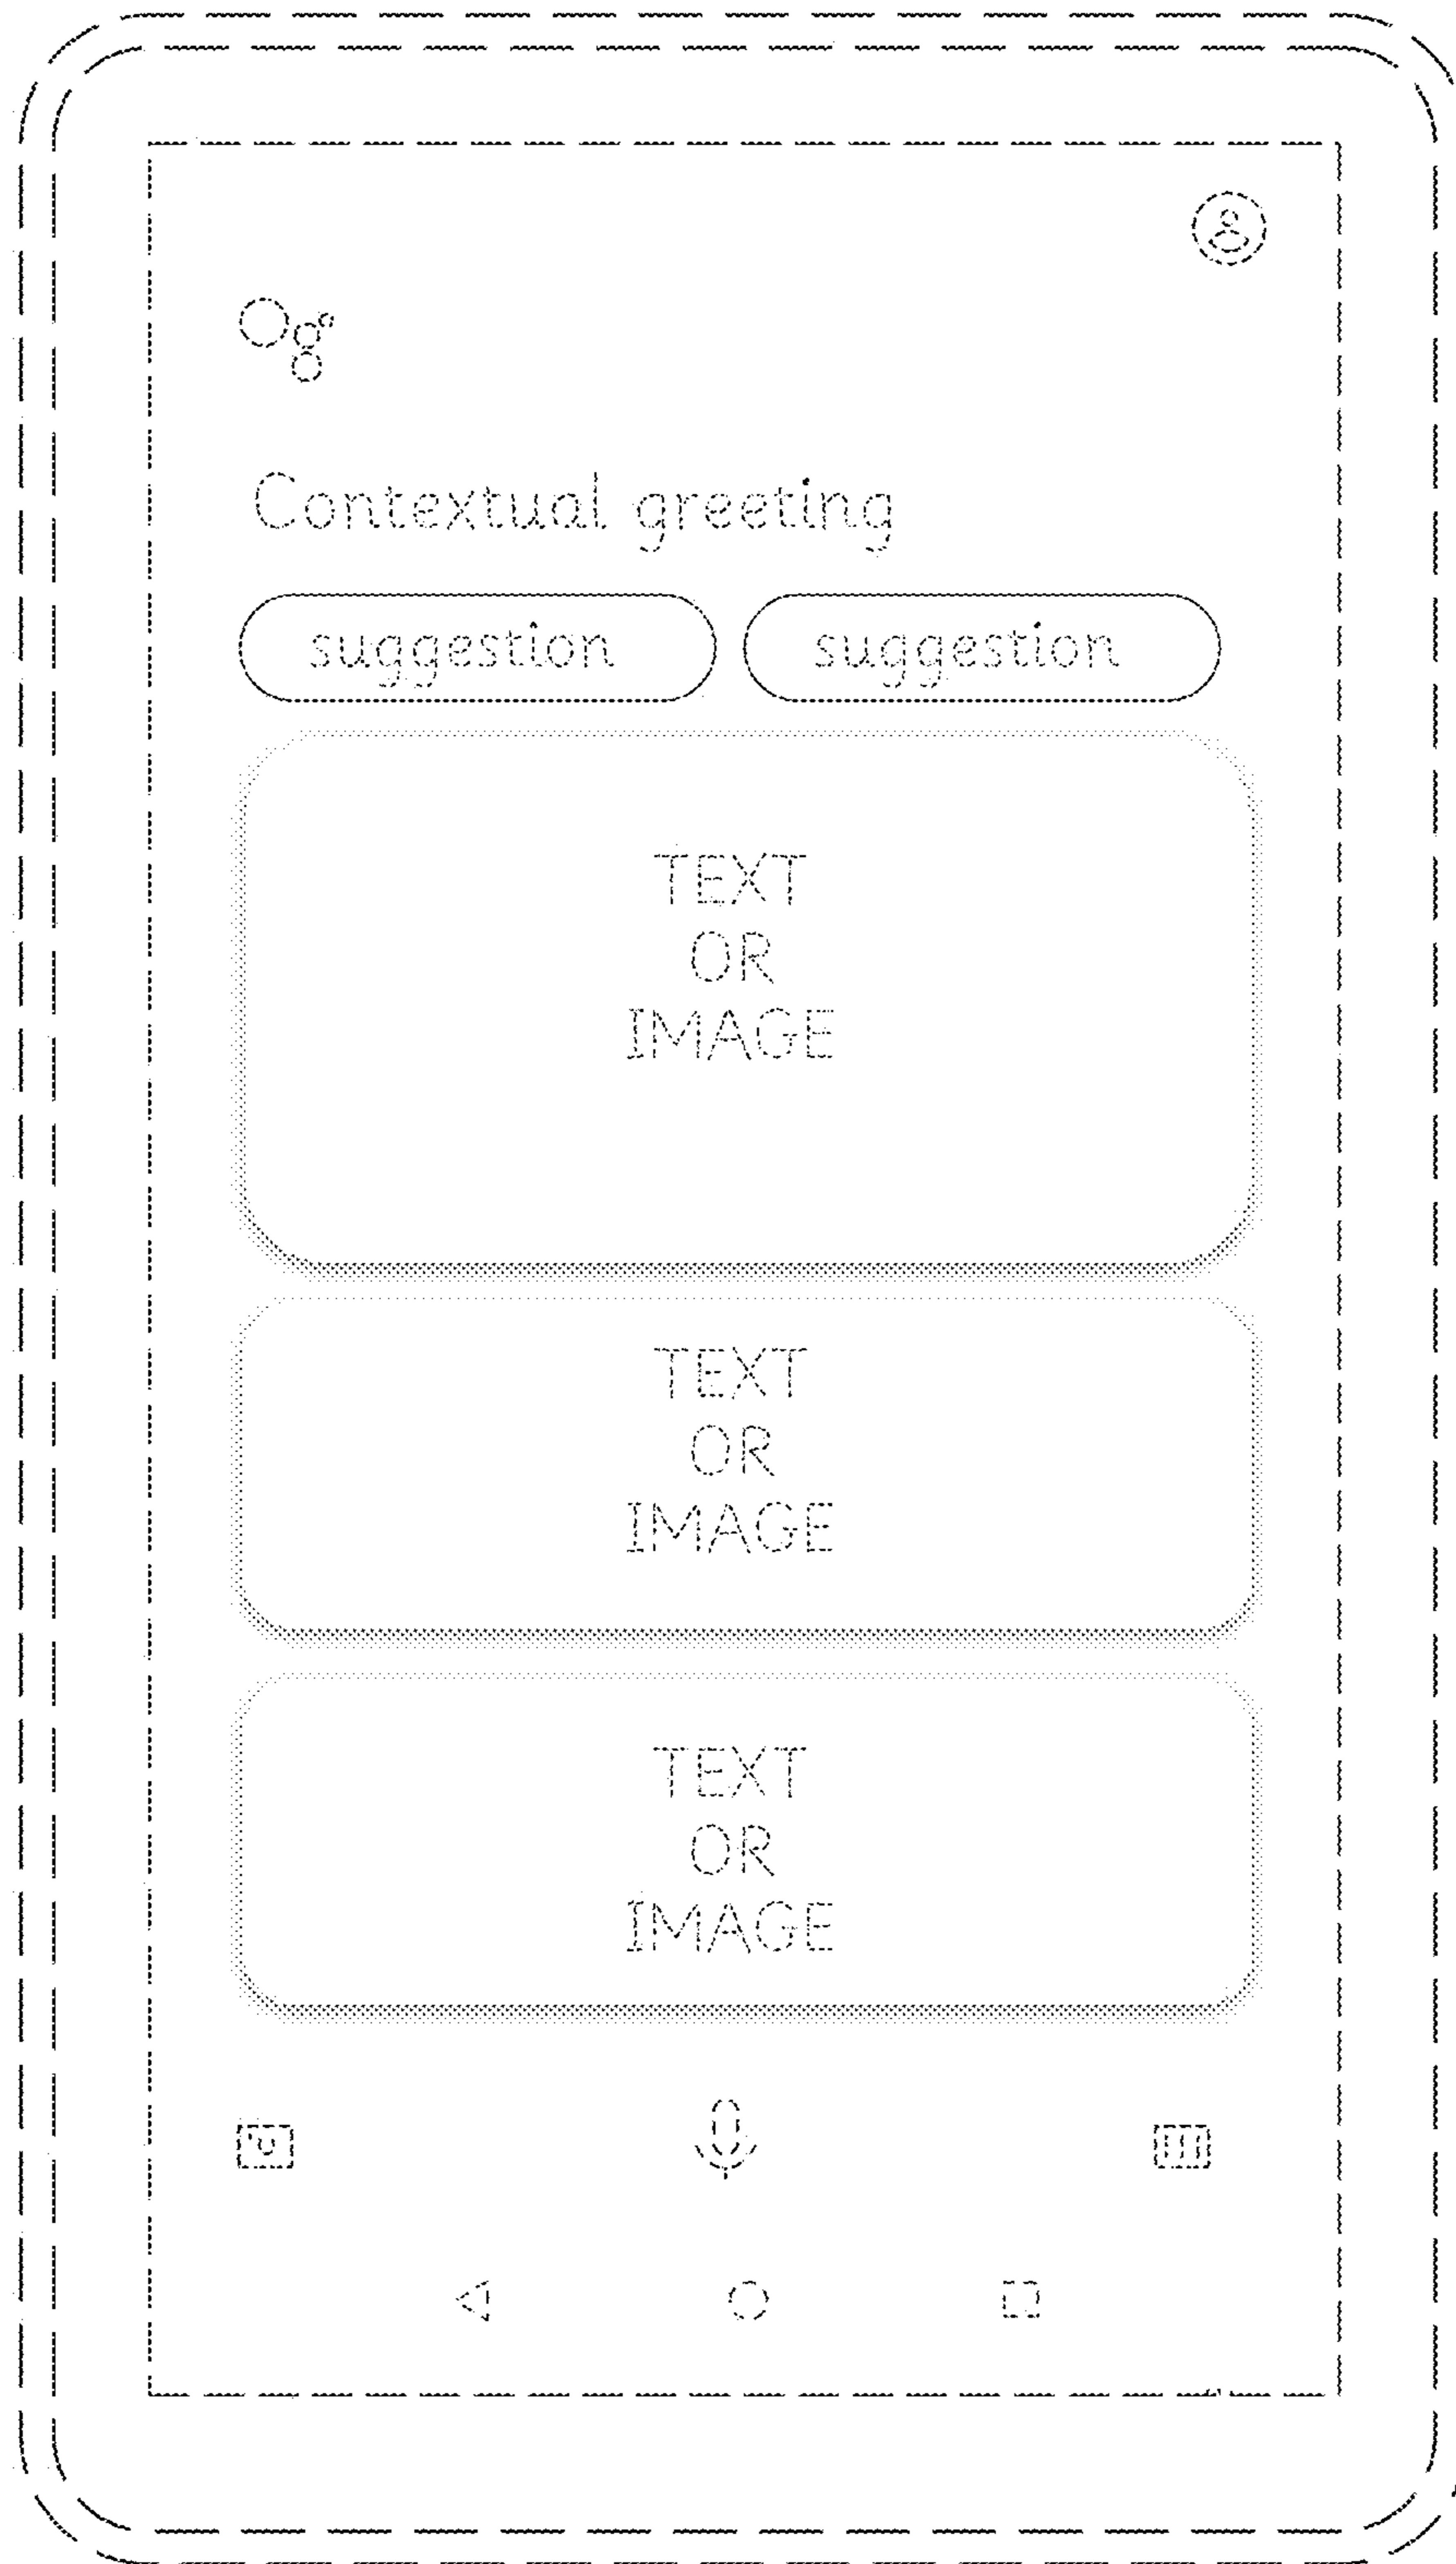 Contextual greeting
suggestion suggestion
TEXT
OR
IMAGE
TEXT
OR
IMAGE
TEXT
OR
IMAGE